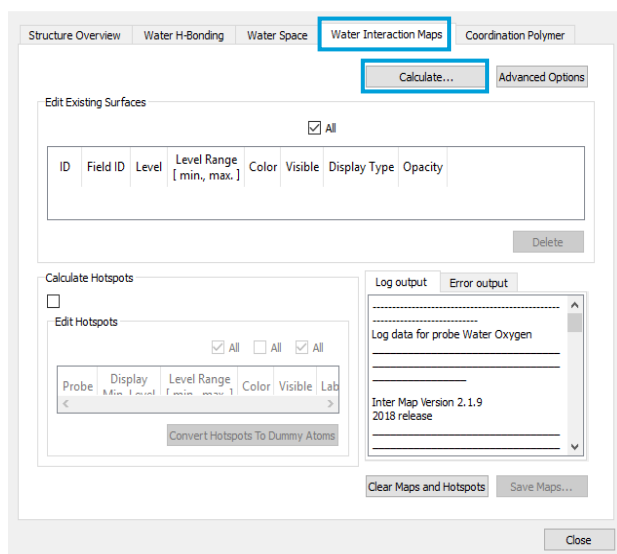 Structure Overview Water H-Bonding Water Space Water Interaction Maps Coordination Polymer
Calculate... Advanced Options
Edit Existing Surfaces
All
ID Field ID Level Level Range Color Visible Display Type Opacity
[ min., max. ]
Delete
Calculate Hotspots
Edit Hotspots
All All All
Probe Display Level Range Color Visible Lab
Min. Level [ min., max. ]
Convert Hotspots To Dummy Atoms
Log output Error output
Log data for probe Water Oxygen
Inter Map Version 2.1.9
2018 release
Clear Maps and Hotspots Save Maps...
Close